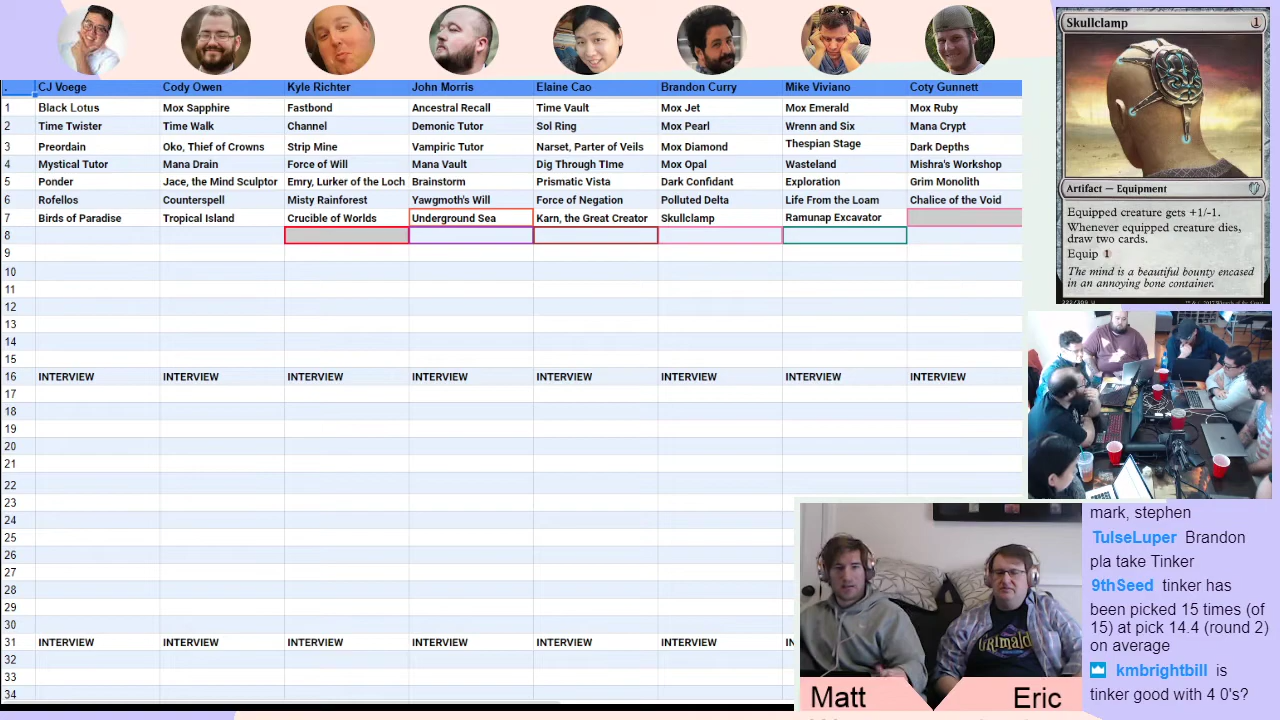 . CJ Voege Cody Owen Kyle Richter John Morris Elaine Cao Brandon Curry Mike Viviano Coty Gunnett
1 Black Lotus Mox Sapphire Fastbond Ancestral Recall Time Vault Mox Jet Mox Emerald Mox Ruby
2 Time Twister Time Walk Channel Demonic Tutor Sol Ring Mox Pearl Wrenn and Six Mana Crypt
3 Preordain Oko, Thief of Crowns Strip Mine Vampiric Tutor Narset, Parter of Veils Mox Diamond Thespian Stage Dark Depths
4 Mystical Tutor Mana Drain Force of Will Mana Vault Dig Through TIme Mox Opal Wasteland Mishra's Workshop
5 Ponder Jace, the Mind Sculptor Emry, Lurker of the Loch Brainstorm Prismatic Vista Dark Confidant Exploration Grim Monolith
6 Rofellos Counterspell Misty Rainforest Yawgmoth's Will Force of Negation Polluted Delta Life From the Loam Chalice of the Void
7 Birds of Paradise Tropical Island Crucible of Worlds Underground Sea Karn, the Great Creator Skullclamp Ramunap Excavator
8
9
10
11
12
13
14
15
16 INTERVIEW INTERVIEW INTERVIEW INTERVIEW INTERVIEW INTERVIEW INTERVIEW INTERVIEW
17
18
19
20
21
22
23
24
25
26
27
28
29
30
31 INTERVIEW INTERVIEW INTERVIEW INTERVIEW INTERVIEW INTERVIEW IN
32
33
34
Skullclamp 1
Artifact — Equipment
Equipped creature gets +1/-1.
Whenever equipped creature dies,
draw two cards.
Equip 1
The mind is a beautiful bounty encased
in an annoying bone container.
mark, stephen
TulseLuper Brandon
pla take Tinker
9thSeed tinker has
been picked 15 times (of
15) at pick 14.4 (round 2)
on average
kmbrightbill is
tinker good with 4 0's?
GRIMALD
Matt
Eric